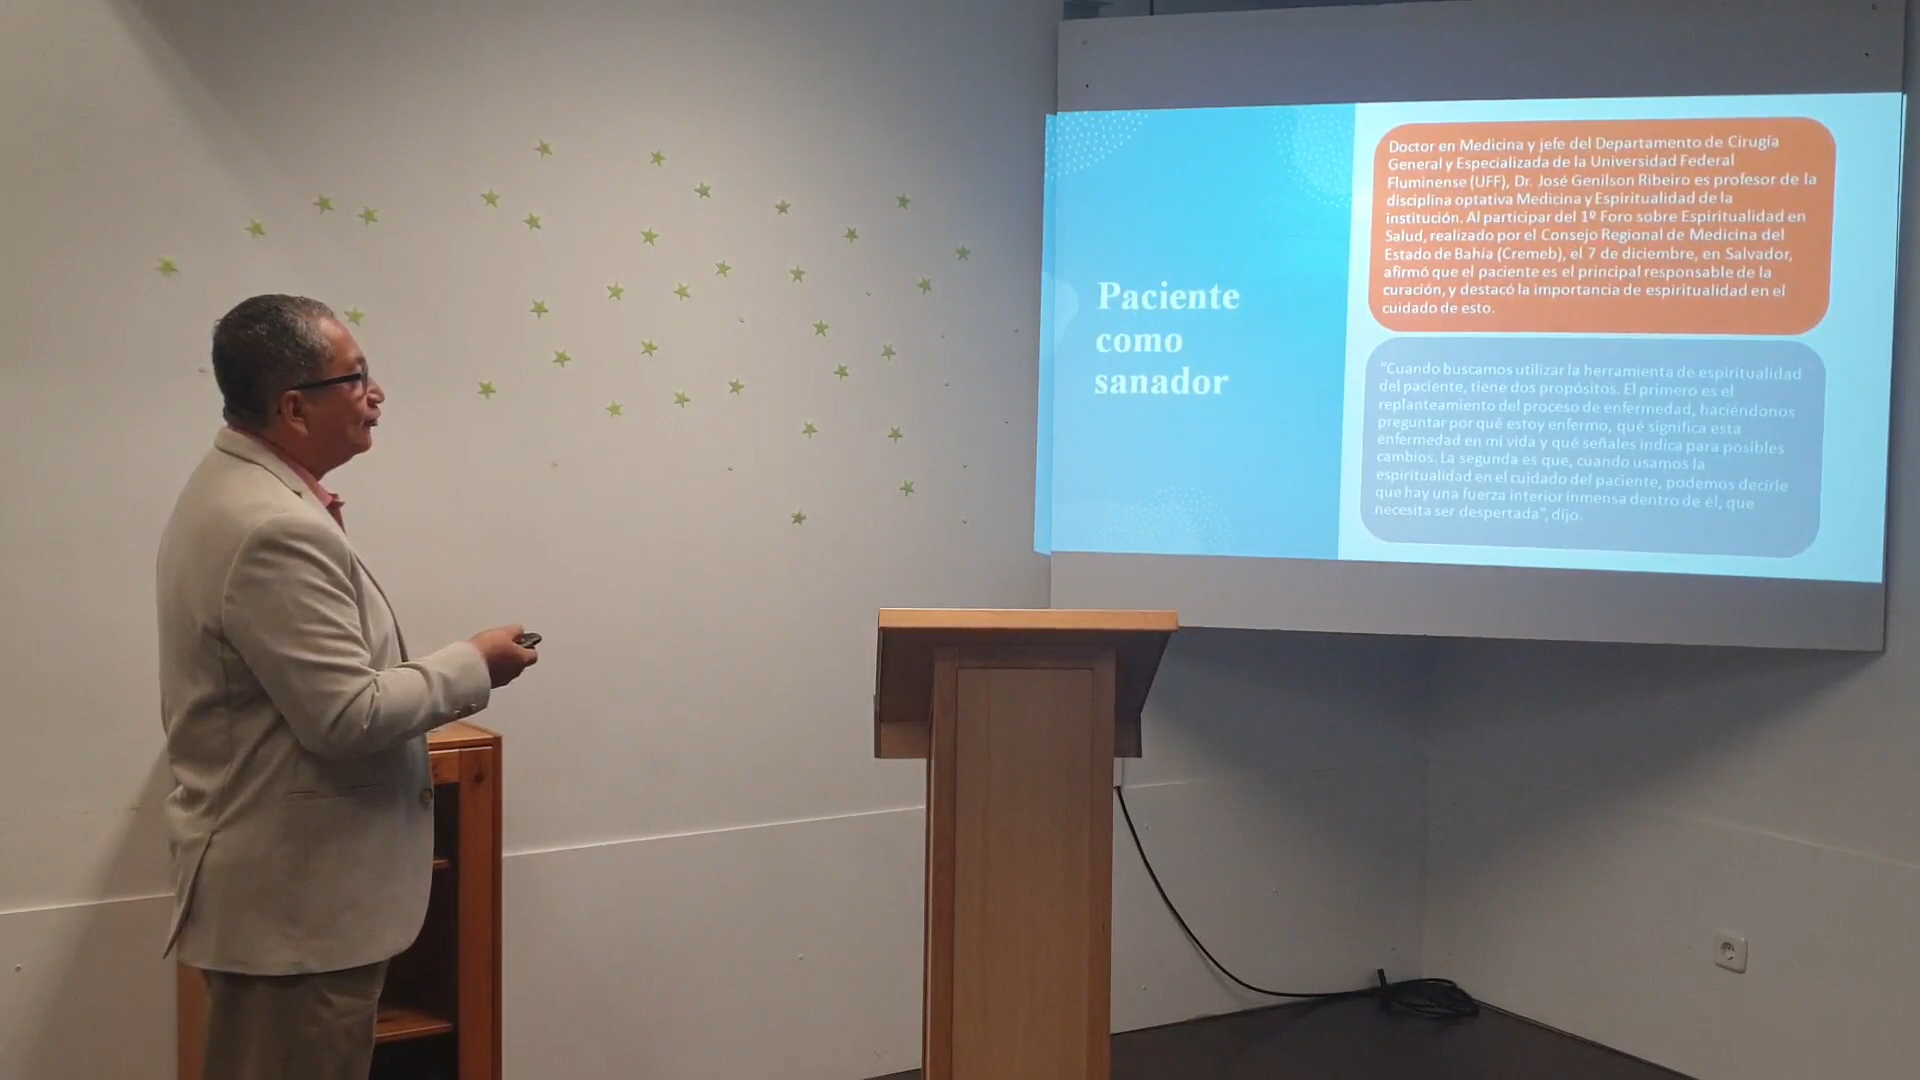 Paciente
como
sanador
Doctor en Medicina y jefe del Departamento de Cirugía
General y Especializada de la Universidad Federal
Fluminense (UFF), Dr. José Genilson Ribeiro es profesor de la
disciplina optativa Medicina y Espiritualidad de la
institución. Al participar del 1º Foro sobre Espiritualidad en
Salud, realizado por el Consejo Regional de Medicina del
Estado de Bahía (Cremeb), el 7 de diciembre, en Salvador,
afirmó que el paciente es el principal responsable de la
curación, y destacó la importancia de espiritualidad en el
cuidado de esto.
“Cuando buscamos utilizar la herramienta de espiritualidad
del paciente, tiene dos propósitos. El primero es el
replanteamiento del proceso de enfermedad, haciéndonos
preguntar por qué estoy enfermo, qué significa esta
enfermedad en mi vida y qué señales indica para posibles
cambios. La segunda es que, cuando usamos la
espiritualidad en el cuidado del paciente, podemos decirle
que hay una fuerza interior inmensa dentro de él, que
necesita ser despertada”, dijo.